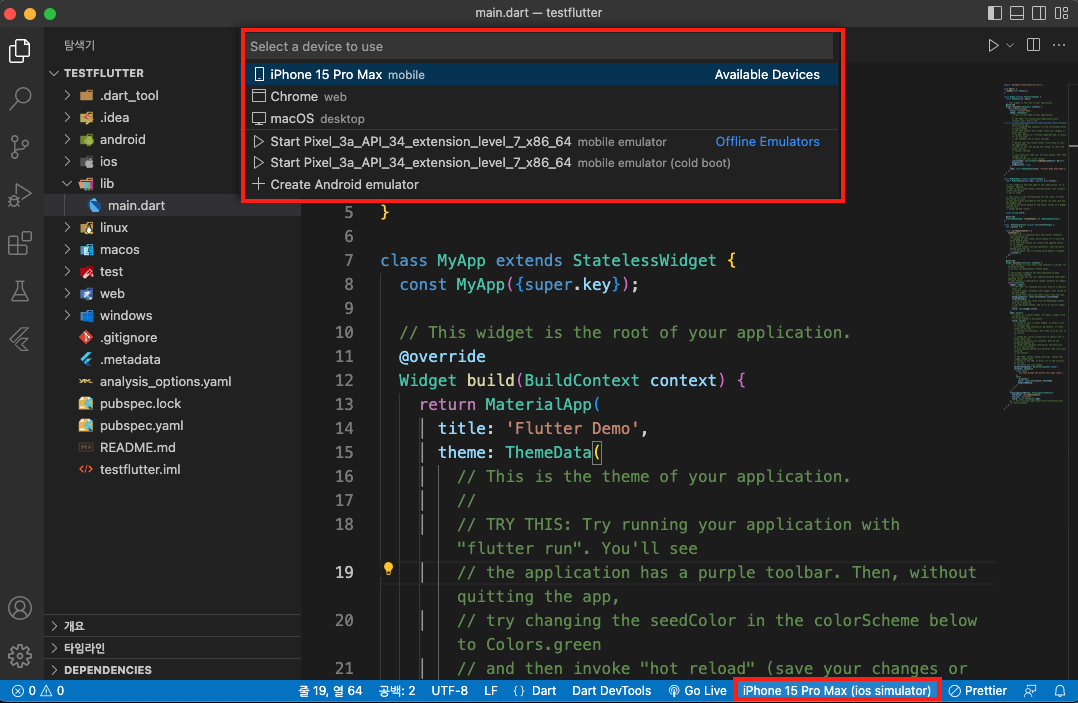 main.dart — testflutter
탐색기
TESTFLUTTER
.dart_tool
.idea
android
ios
lib
main.dart
linux
macos
test
web
windows
.gitignore
.metadata
analysis_options.yaml
pubspec.lock
pubspec.yaml
README.md
testflutter.iml
개요
타임라인
DEPENDENCIES
Select a device to use
iPhone 15 Pro Max mobile Available Devices
Chrome web
macOS desktop
Start Pixel_3a_API_34_extension_level_7_x86_64 mobile emulator Offline Emulators
Start Pixel_3a_API_34_extension_level_7_x86_64 mobile emulator (cold boot)
Create Android emulator
5 }
6
7 class MyApp extends StatelessWidget {
8 const MyApp({super.key});
9
10 // This widget is the root of your application.
11 @override
12 Widget build(BuildContext context) {
13 return MaterialApp(
14 title: 'Flutter Demo',
15 theme: ThemeData(
16 // This is the theme of your application.
17 //
18 // TRY THIS: Try running your application with
"flutter run". You'll see
19 // the application has a purple toolbar. Then, without
quitting the app,
20 // try changing the seedColor in the colorScheme below
to Colors.green
21 // and then invoke "hot reload" (save your changes or
0 0 줄 19, 열 64 공백: 2 UTF-8 LF {} Dart Dart DevTools Go Live iPhone 15 Pro Max (ios simulator) Prettier